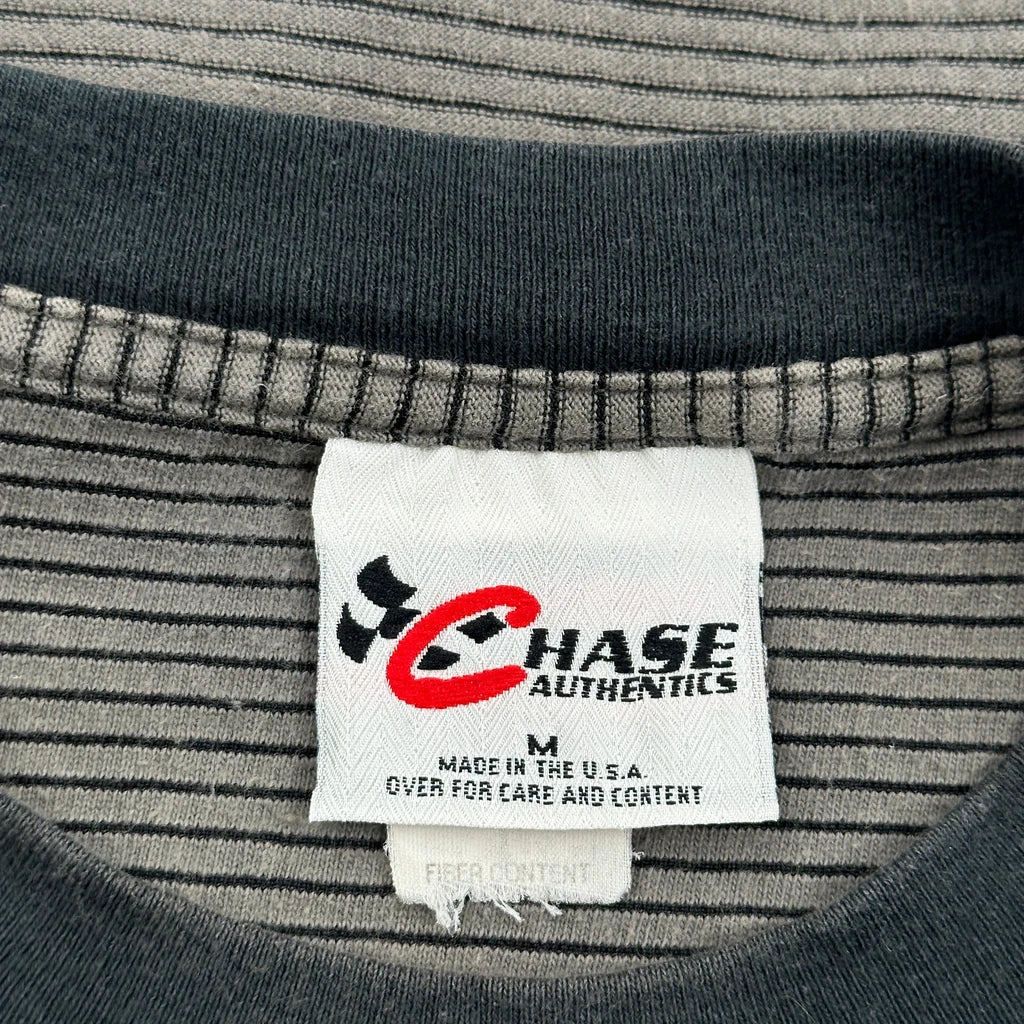 CHASE
AUTHENTICS
M
MADE IN THE U.S.A.
OVER FOR CARE AND CONTENT
FIBER CONTENT